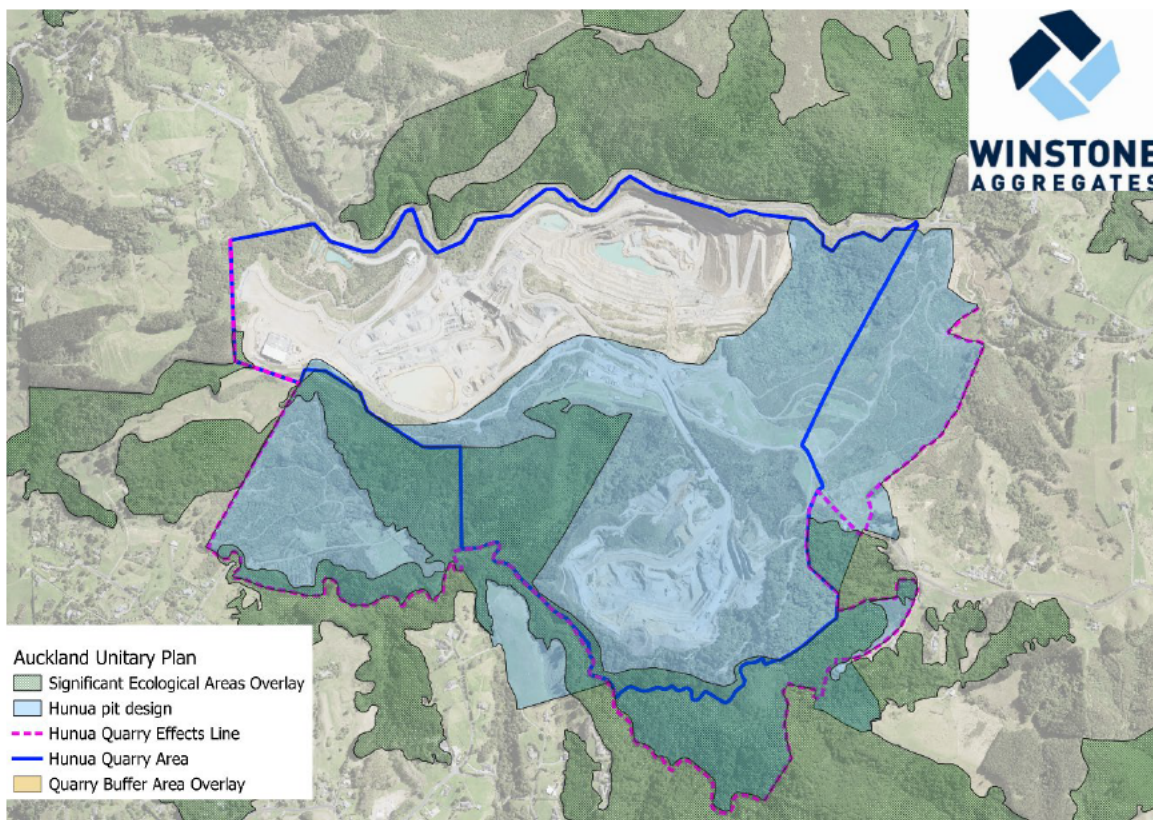 WINSTONE
AGGREGATES
Auckland Unitary Plan
Significant Ecological Areas Overlay
Hunua pit design
Hunua Quarry Effects Line
Hunua Quarry Area
Quarry Buffer Area Overlay